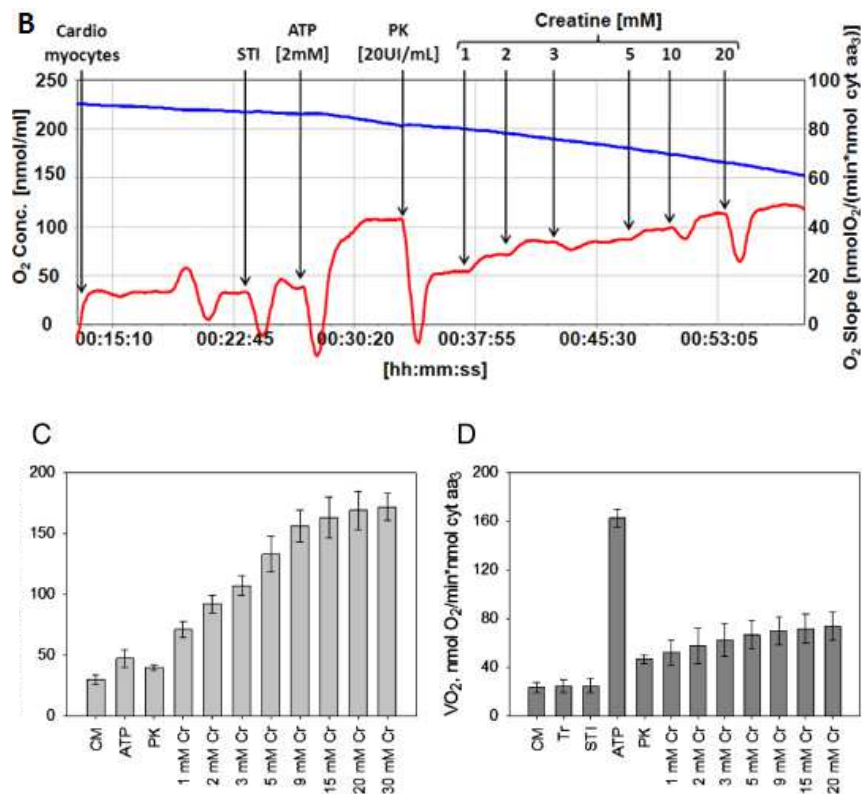 B
Cardio
myocytes
STI
ATP
[2mM]
PK
[20UI/mL]
Creatine [mM]
1 2 3 5 10 20
250
200
150
100
50
0
O2 Conc. [nmol/ml]
100
80
60
40
20
0
O2 Slope [nmolO2/(min*nmol cyt aa3)]
00:15:10 00:22:45 00:30:20 00:37:55 00:45:30 00:53:05
[hh:mm:ss]
C
200
150
100
50
0
CM
ATP
PK
1 mM Cr
2 mM Cr
3 mM Cr
5 mM Cr
9 mM Cr
15 mM Cr
20 mM Cr
30 mM Cr
D
VO2, nmol O2/min*nmol cyt aa3
200
160
120
80
40
0
CM
Tr
STI
ATP
PK
1 mM Cr
2 mM Cr
3 mM Cr
5 mM Cr
9 mM Cr
15 mM Cr
20 mM Cr